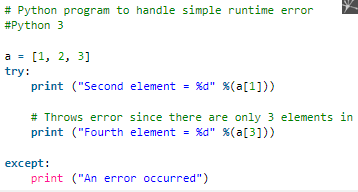 # Python program to handle simple runtime error
#Python 3
a = [1, 2, 3]
try:
    print ("Second element = %d" %(a[1]))
    # Throws error since there are only 3 elements in
    print ("Fourth element = %d" %(a[3]))
except:
    print ("An error occurred")